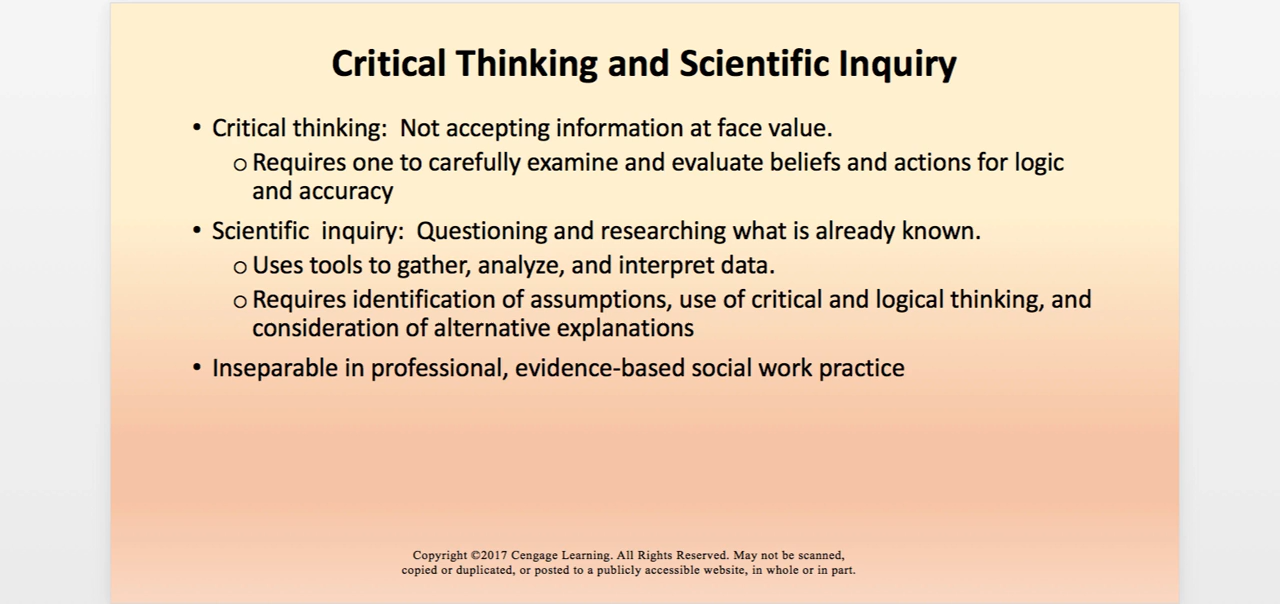 Critical Thinking and Scientific Inquiry
• Critical thinking:  Not accepting information at face value.
o Requires one to carefully examine and evaluate beliefs and actions for logic
and accuracy
• Scientific  inquiry:  Questioning and researching what is already known.
o Uses tools to gather, analyze, and interpret data.
o Requires identification of assumptions, use of critical and logical thinking, and
consideration of alternative explanations
• Inseparable in professional, evidence-based social work practice
Copyright ©2017 Cengage Learning. All Rights Reserved. May not be scanned,
copied or duplicated, or posted to a publicly accessible website, in whole or in part.